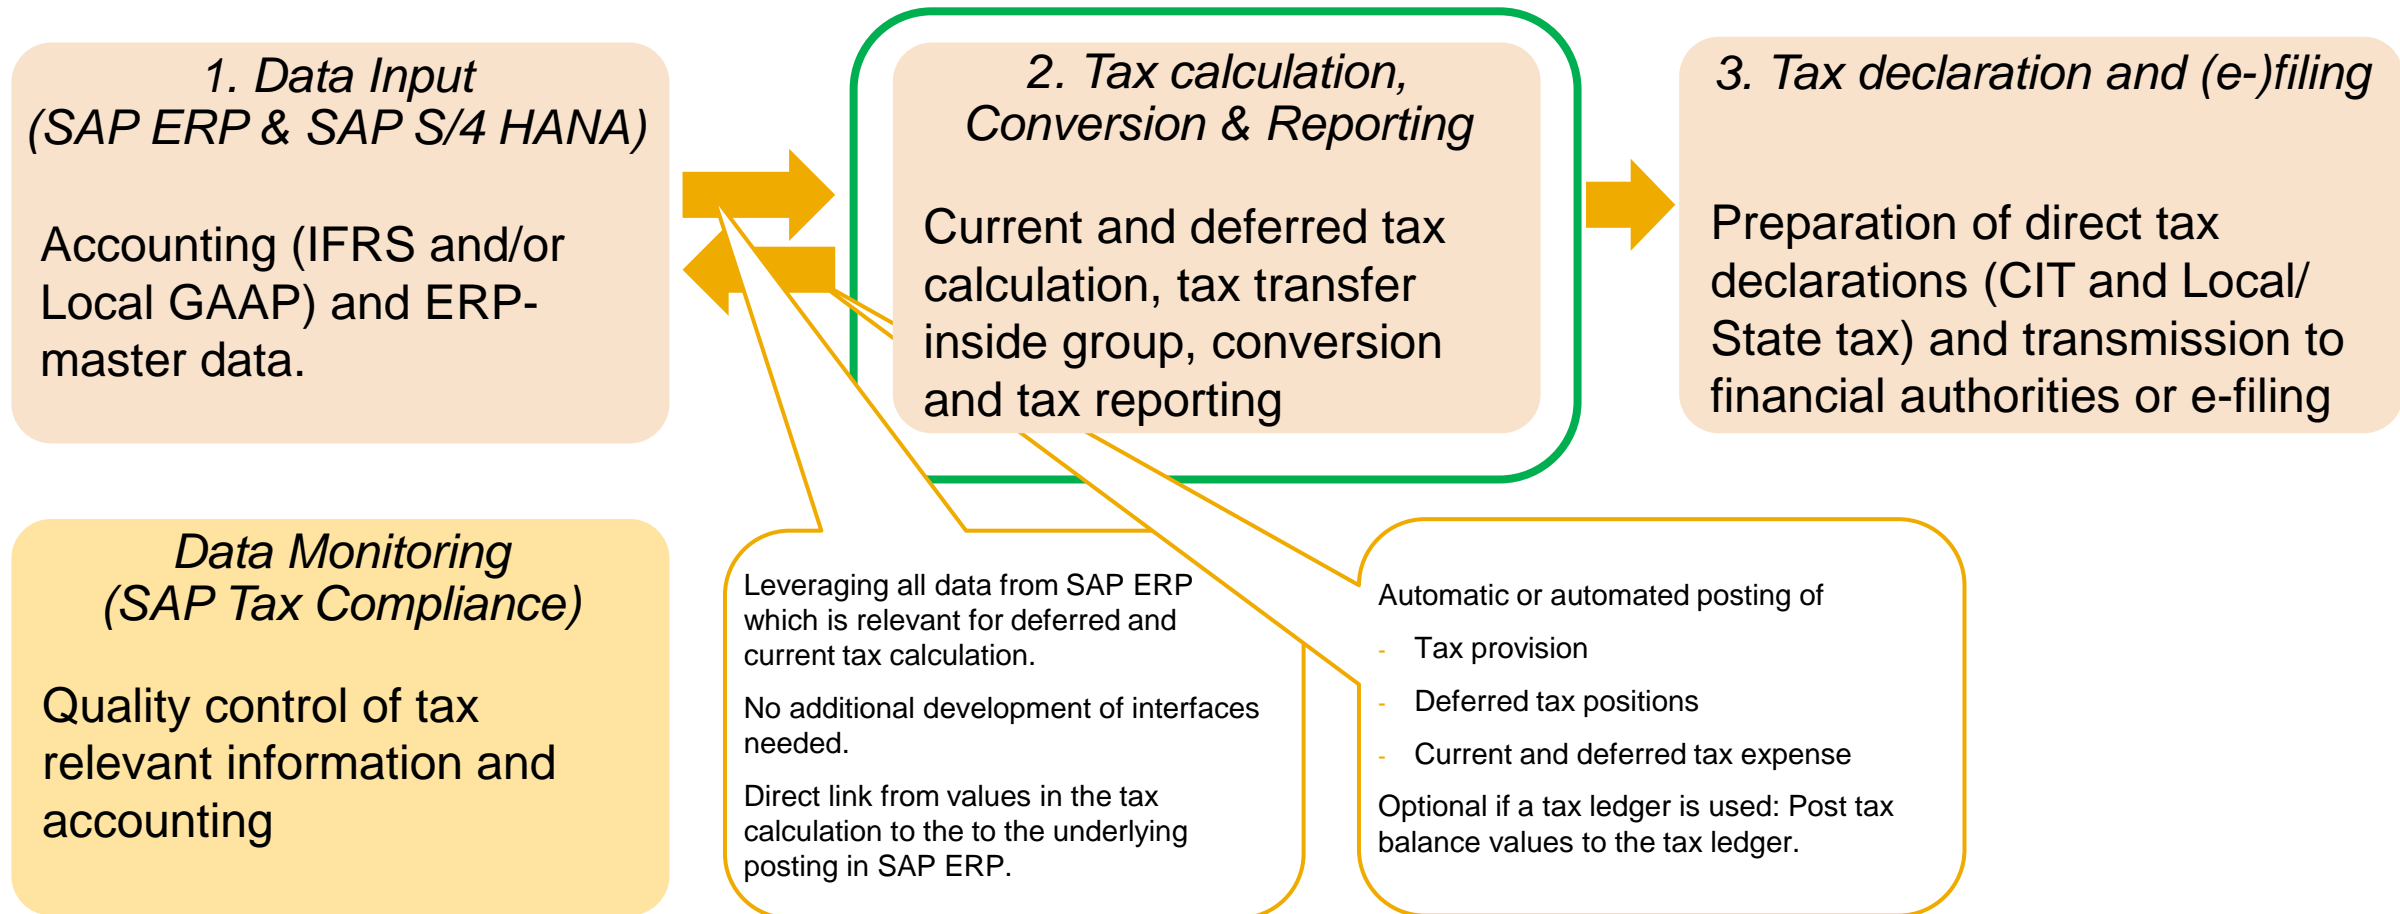 1. Data Input
(SAP ERP & SAP S/4 HANA)
Accounting (IFRS and/or
Local GAAP) and ERP-
master data.
2. Tax calculation,
Conversion & Reporting
Current and deferred tax
calculation, tax transfer
inside group, conversion
and tax reporting
3. Tax declaration and (e-)filing
Preparation of direct tax
declarations (CIT and Local/
State tax) and transmission to
financial authorities or e-filing
Data Monitoring
(SAP Tax Compliance)
Quality control of tax
relevant information and
accounting
Leveraging all data from SAP ERP
which is relevant for deferred and
current tax calculation.
No additional development of interfaces
needed.
Direct link from values in the tax
calculation to the to the underlying
posting in SAP ERP.
Automatic or automated posting of
- Tax provision
- Deferred tax positions
- Current and deferred tax expense
Optional if a tax ledger is used: Post tax
balance values to the tax ledger.